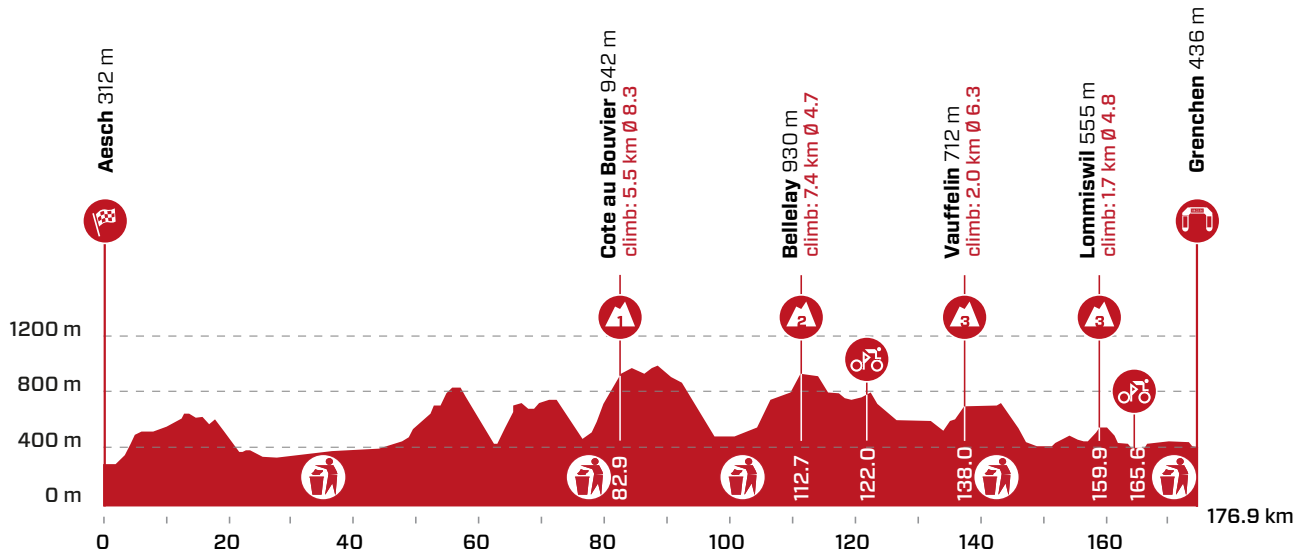 Aesch 312 m
Cote au Bouvier 942 m
climb: 5.5 km Ø 8.3
Bellelay 930 m
climb: 7.4 km Ø 4.7
Vauffelin 712 m
climb: 2.0 km Ø 6.3
Lommiswil 555 m
climb: 1.7 km Ø 4.8
Grenchen 436 m
1 2 3 3
1200 m
800 m
400 m
0 m
82.9 112.7 122.0 138.0 159.9 165.6
176.9 km
0 20 40 60 80 100 120 140 160